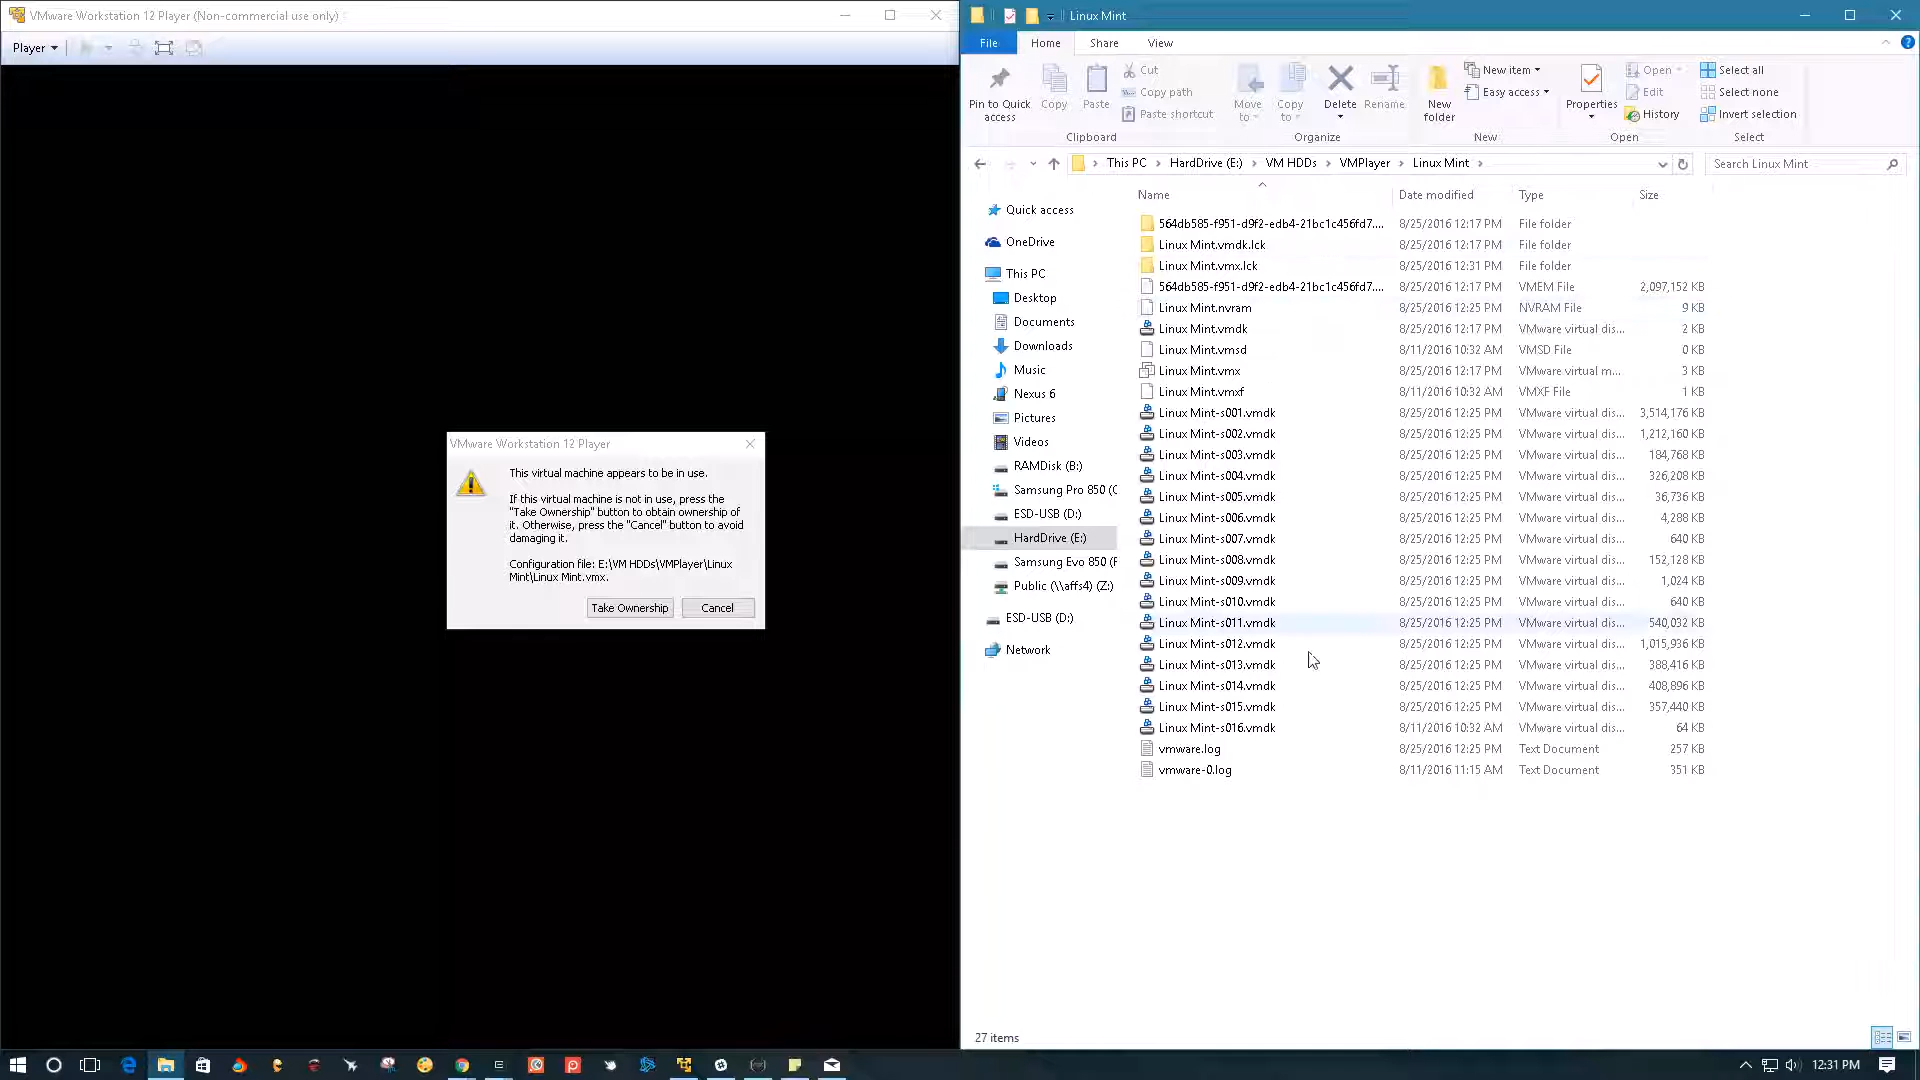 VMware Workstation 12 Player (Non-commercial use only)
Player
VMware Workstation 12 Player
This virtual machine appears to be in use.
If this virtual machine is not in use, press the
"Take Ownership" button to obtain ownership of
it. Otherwise, press the "Cancel" button to avoid
damaging it.
Configuration file: E:\VM HDDs\VMPlayer\Linux
Mint\Linux Mint.vmx.
Take Ownership Cancel
Linux Mint
File Home Share View
Pin to Quick access
Copy
Paste
Cut
Copy path
Paste shortcut
Clipboard
Move to
Copy to
Delete
Rename
Organize
New folder
New item
Easy access
New
Properties
Open
Edit
History
Open
Select all
Select none
Invert selection
Select
This PC HardDrive (E:) VM HDDs VMPlayer Linux Mint
Search Linux Mint
Quick access
OneDrive
This PC
Desktop
Documents
Downloads
Music
Nexus 6
Pictures
Videos
RAMDisk (B:)
Samsung Pro 850 (C
ESD-USB (D:)
HardDrive (E:)
Samsung Evo 850 (F
Public (\\affs4) (Z:)
ESD-USB (D:)
Network
Name Date modified Type Size
564db585-f951-d9f2-edb4-21bc1c456fd7.... 8/25/2016 12:17 PM File folder
Linux Mint.vmdk.lck 8/25/2016 12:17 PM File folder
Linux Mint.vmx.lck 8/25/2016 12:31 PM File folder
564db585-f951-d9f2-edb4-21bc1c456fd7.... 8/25/2016 12:17 PM VMEM File 2,097,152 KB
Linux Mint.nvram 8/25/2016 12:25 PM NVRAM File 9 KB
Linux Mint.vmdk 8/25/2016 12:17 PM VMware virtual dis... 2 KB
Linux Mint.vmsd 8/11/2016 10:32 AM VMSD File 0 KB
Linux Mint.vmx 8/25/2016 12:17 PM VMware virtual m... 3 KB
Linux Mint.vmxf 8/11/2016 10:32 AM VMXF File 1 KB
Linux Mint-s001.vmdk 8/25/2016 12:25 PM VMware virtual dis... 3,514,176 KB
Linux Mint-s002.vmdk 8/25/2016 12:25 PM VMware virtual dis... 1,212,160 KB
Linux Mint-s003.vmdk 8/25/2016 12:25 PM VMware virtual dis... 184,768 KB
Linux Mint-s004.vmdk 8/25/2016 12:25 PM VMware virtual dis... 326,208 KB
Linux Mint-s005.vmdk 8/25/2016 12:25 PM VMware virtual dis... 36,736 KB
Linux Mint-s006.vmdk 8/25/2016 12:25 PM VMware virtual dis... 4,288 KB
Linux Mint-s007.vmdk 8/25/2016 12:25 PM VMware virtual dis... 640 KB
Linux Mint-s008.vmdk 8/25/2016 12:25 PM VMware virtual dis... 152,128 KB
Linux Mint-s009.vmdk 8/25/2016 12:25 PM VMware virtual dis... 1,024 KB
Linux Mint-s010.vmdk 8/25/2016 12:25 PM VMware virtual dis... 640 KB
Linux Mint-s011.vmdk 8/25/2016 12:25 PM VMware virtual dis... 540,032 KB
Linux Mint-s012.vmdk 8/25/2016 12:25 PM VMware virtual dis... 1,015,936 KB
Linux Mint-s013.vmdk 8/25/2016 12:25 PM VMware virtual dis... 388,416 KB
Linux Mint-s014.vmdk 8/25/2016 12:25 PM VMware virtual dis... 408,896 KB
Linux Mint-s015.vmdk 8/25/2016 12:25 PM VMware virtual dis... 357,440 KB
Linux Mint-s016.vmdk 8/11/2016 10:32 AM VMware virtual dis... 64 KB
vmware.log 8/25/2016 12:25 PM Text Document 257 KB
vmware-0.log 8/11/2016 11:15 AM Text Document 351 KB
27 items
12:31 PM